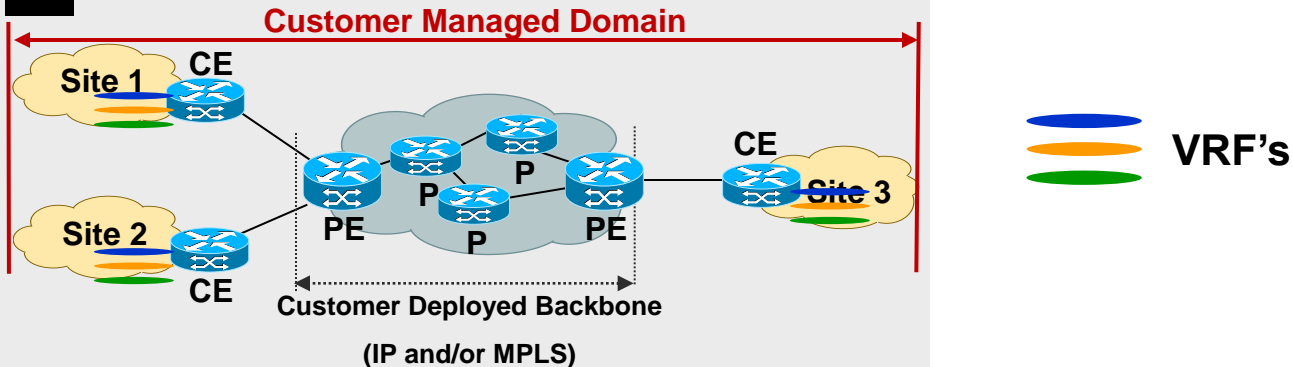 Customer Managed Domain
CE
Site 1
CE
P
P
VRF's
Site 3
Site 2
PE
P
PE
CE
Customer Deployed Backbone
(IP and/or MPLS)